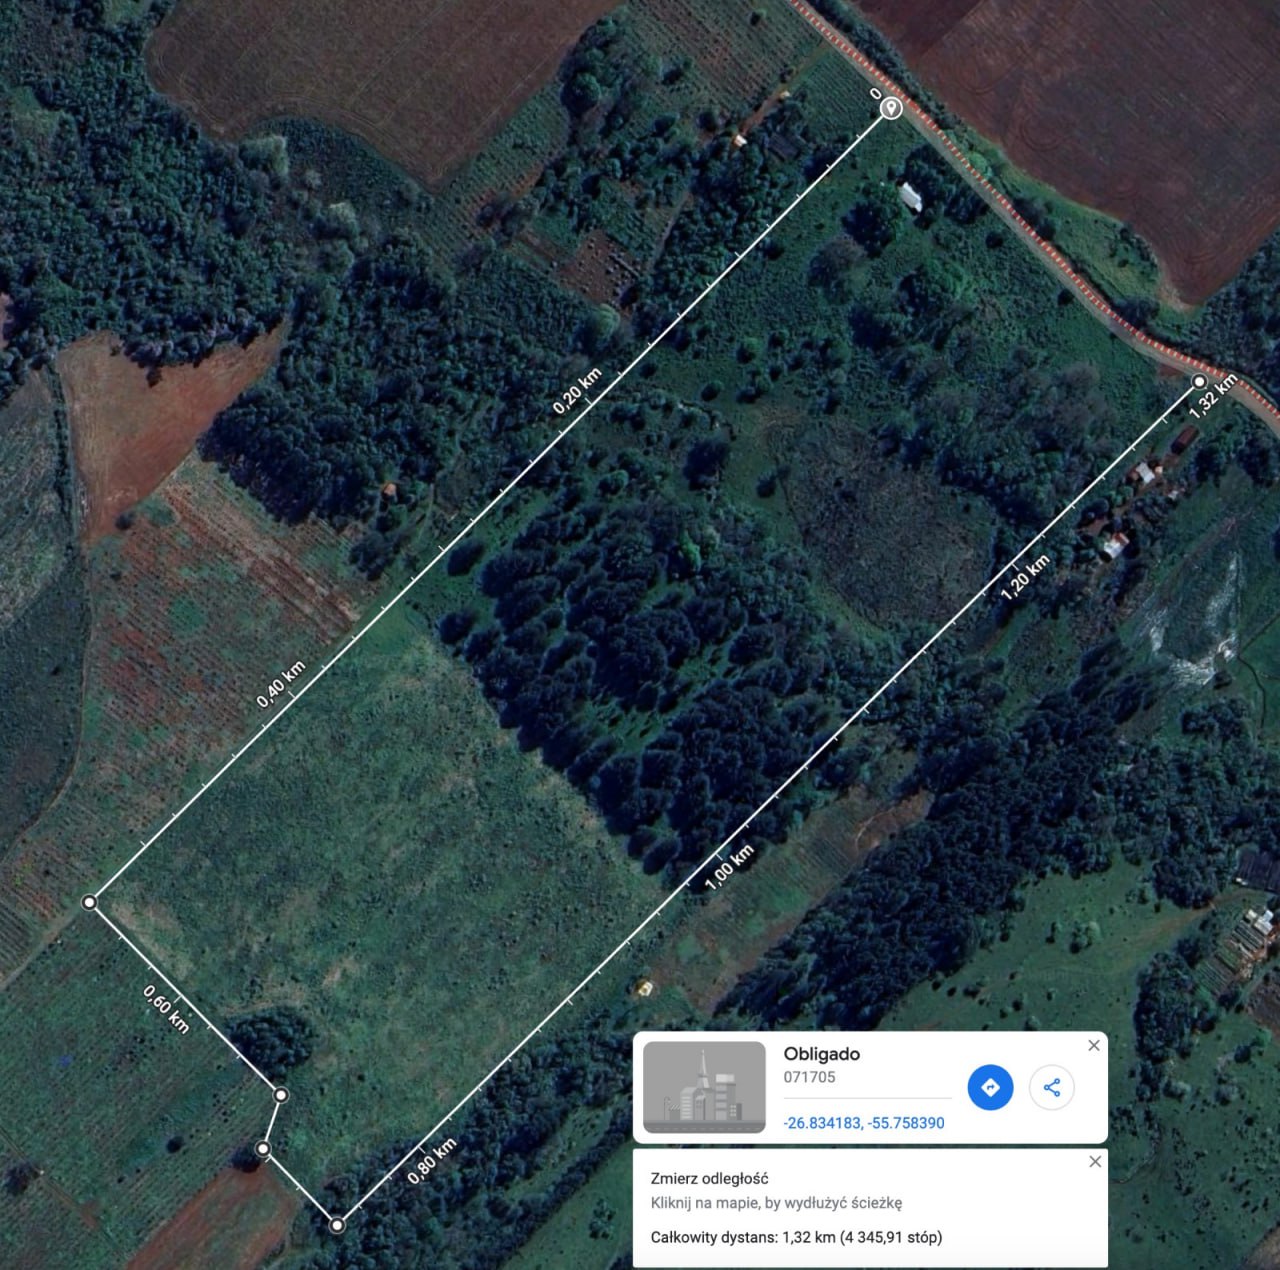 0
0,20 km
1,32 km
1,20 km
0,40 km
1,00 km
0,60 km
0,80 km
Obligado
071705
-26.834183, -55.758390
Zmierz odległość
Kliknij na mapie, by wydłużyć ścieżkę
Całkowity dystans: 1,32 km (4 345,91 stóp)